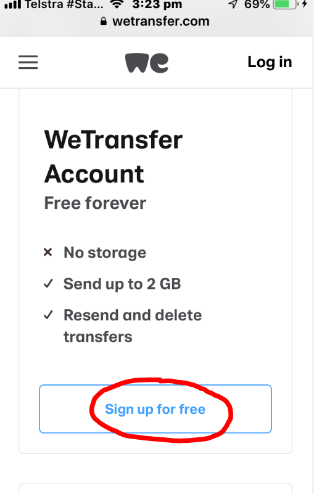 Telstra #Sta... 3:23 pm 69%
wetransfer.com
we Log in
WeTransfer
Account
Free forever
× No storage
✓ Send up to 2 GB
✓ Resend and delete
transfers
Sign up for free